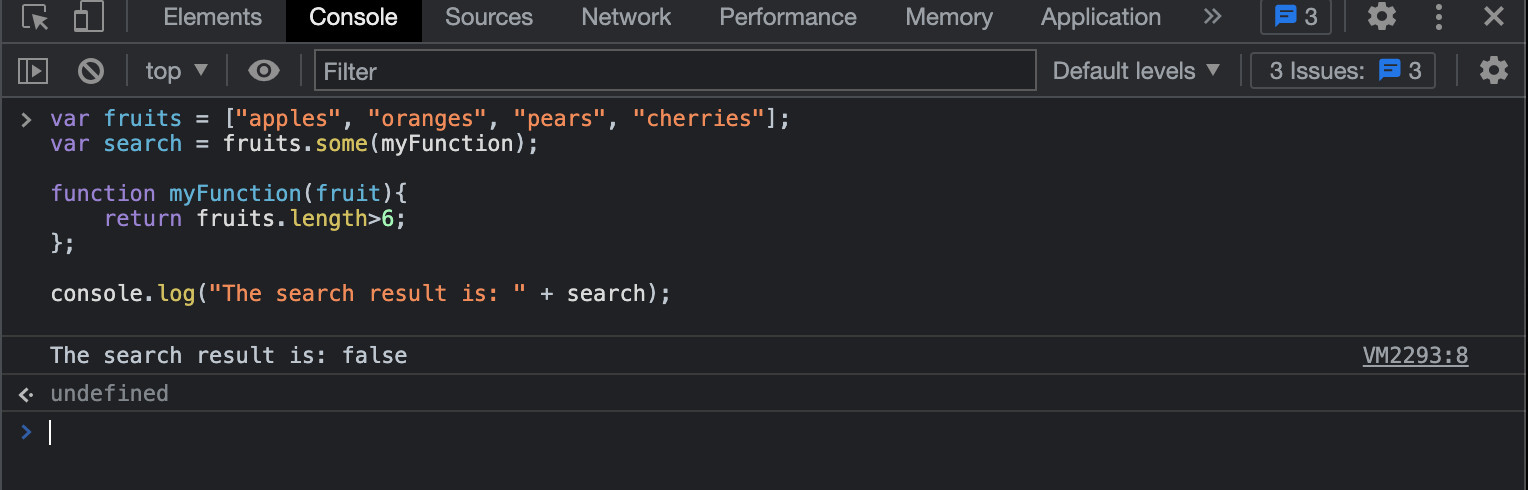 Elements Console Sources Network Performance Memory Application 3
top Filter Default levels 3 Issues: 3
var fruits = ["apples", "oranges", "pears", "cherries"];
var search = fruits.some(myFunction);
function myFunction(fruit){
    return fruits.length>6;
};
console.log("The search result is: " + search);
The search result is: false VM2293:8
undefined